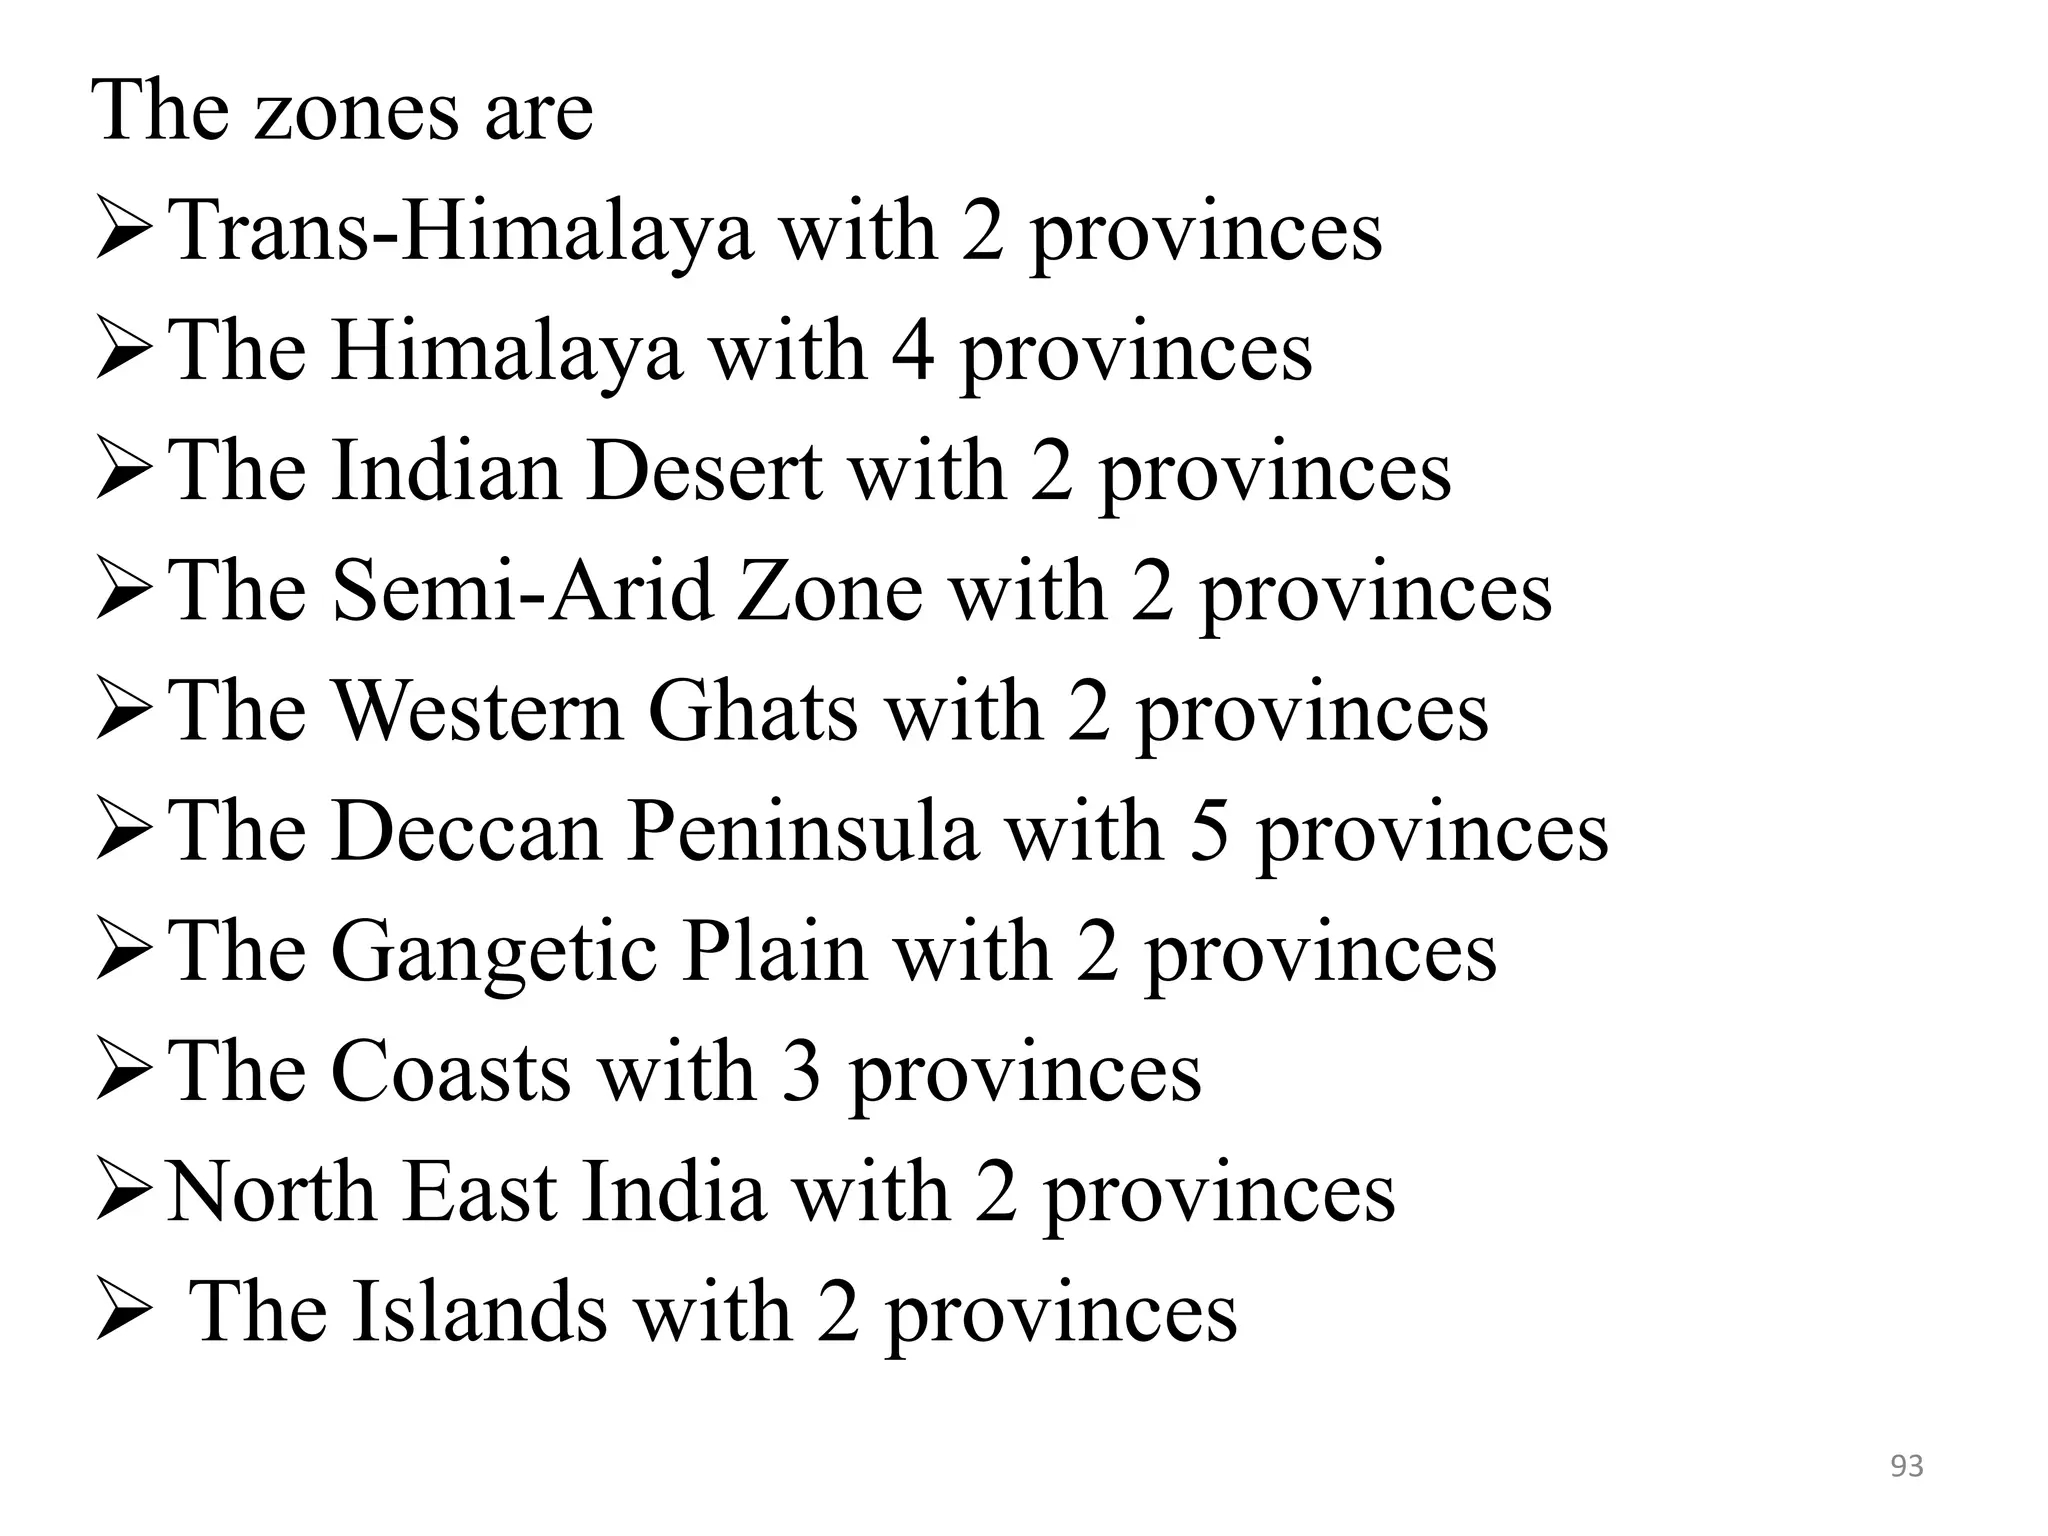 The zones are
➢Trans-Himalaya with 2 provinces
➢The Himalaya with 4 provinces
➢The Indian Desert with 2 provinces
➢The Semi-Arid Zone with 2 provinces
➢The Western Ghats with 2 provinces
➢The Deccan Peninsula with 5 provinces
➢The Gangetic Plain with 2 provinces
➢The Coasts with 3 provinces
➢North East India with 2 provinces
➢ The Islands with 2 provinces
93